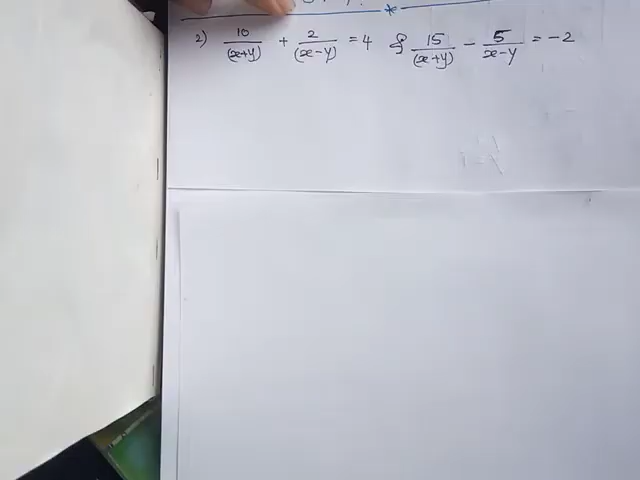 2) 10/(x+y) + 2/(x-y) = 4 & 15/(x+y) - 5/x-y = -2